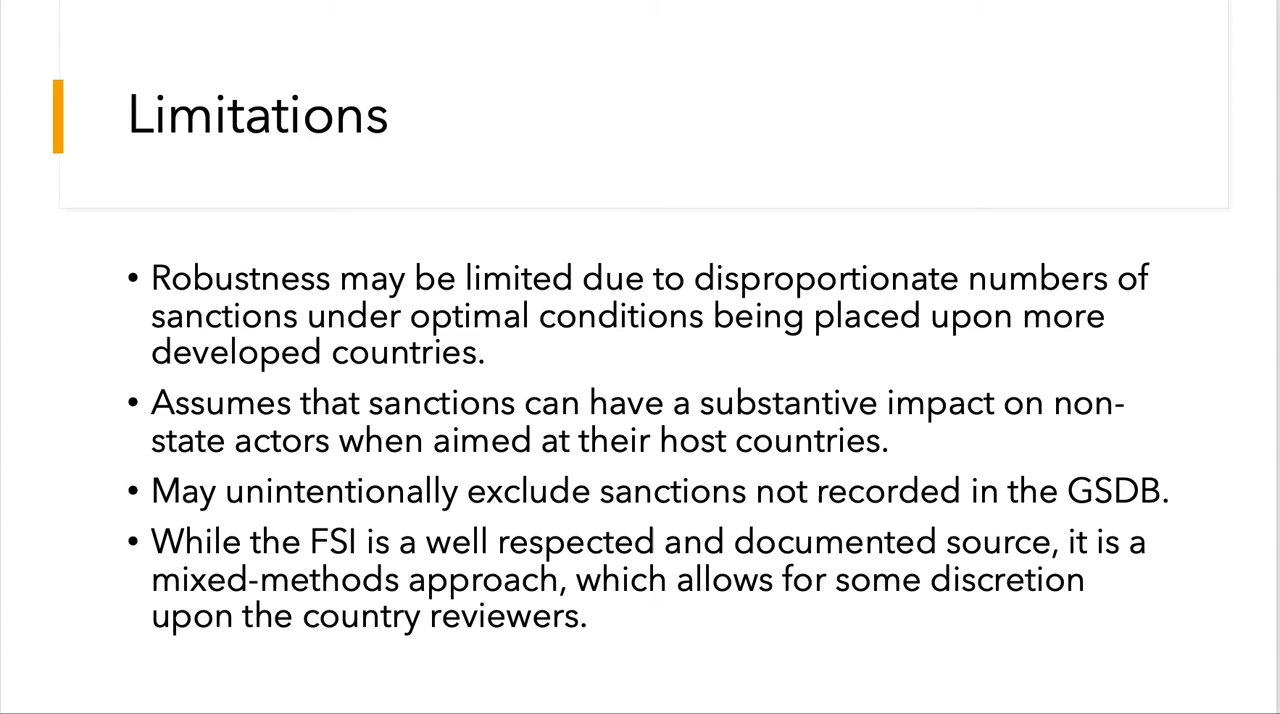 Limitations
• Robustness may be limited due to disproportionate numbers of
sanctions under optimal conditions being placed upon more
developed countries.
• Assumes that sanctions can have a substantive impact on non-
state actors when aimed at their host countries.
• May unintentionally exclude sanctions not recorded in the GSDB.
• While the FSI is a well respected and documented source, it is a
mixed-methods approach, which allows for some discretion
upon the country reviewers.